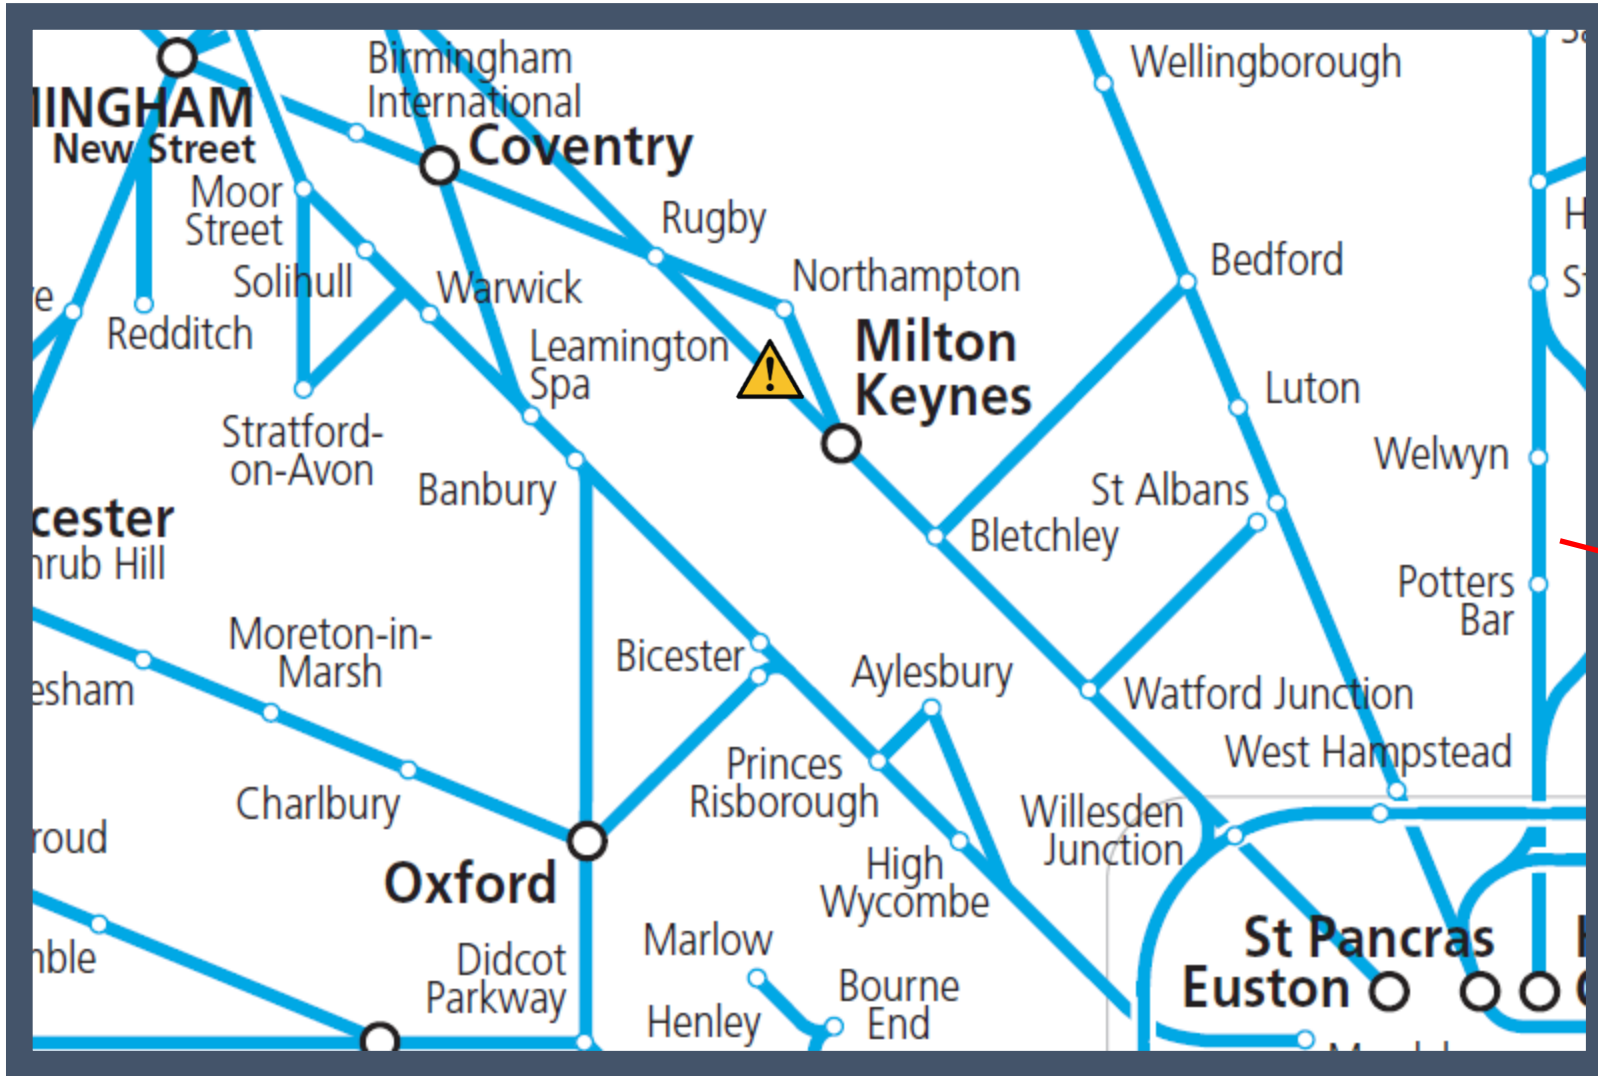 Birmingham
International
Wellingborough
MINGHAM
New Street
Coventry
Moor
Street
Rugby
Solihull
Warwick
Northampton
Bedford
Redditch
Leamington
Spa
Milton
Keynes
Luton
Stratford-
on-Avon
Banbury
St Albans
Welwyn
Bletchley
cester
hrub Hill
Potters
Bar
Moreton-in-
Marsh
Bicester
Aylesbury
esham
Watford Junction
West Hampstead
Princes
Risborough
Charlbury
Willesden
Junction
roud
High
Wycombe
Oxford
St Pancras
Euston
Marlow
mble
Didcot
Parkway
Bourne
End
Henley